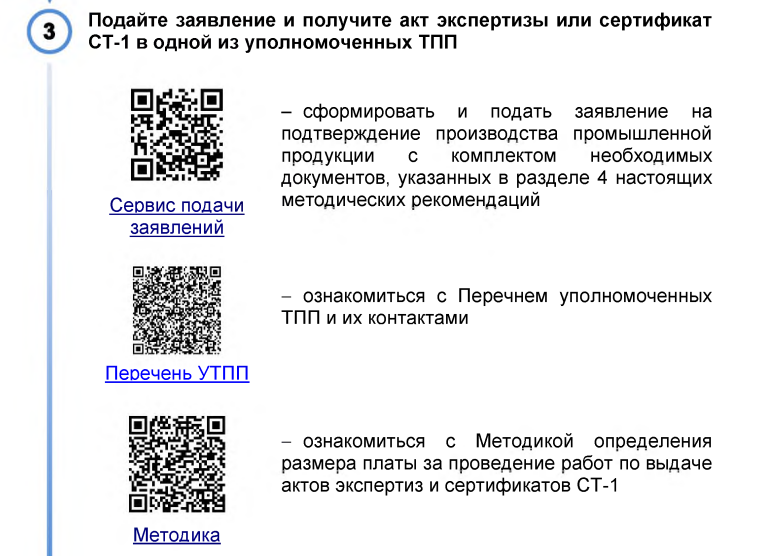 3
Подайте заявление и получите акт экспертизы или сертификат
СТ-1 в одной из уполномоченных ТПП
– сформировать и подать заявление на
подтверждение производства промышленной
продукции с комплектом необходимых
документов, указанных в разделе 4 настоящих
методических рекомендаций
Сервис подачи
заявлений
– ознакомиться с Перечнем уполномоченных
ТПП и их контактами
Перечень УТПП
– ознакомиться с Методикой определения
размера платы за проведение работ по выдаче
актов экспертиз и сертификатов СТ-1
Методика